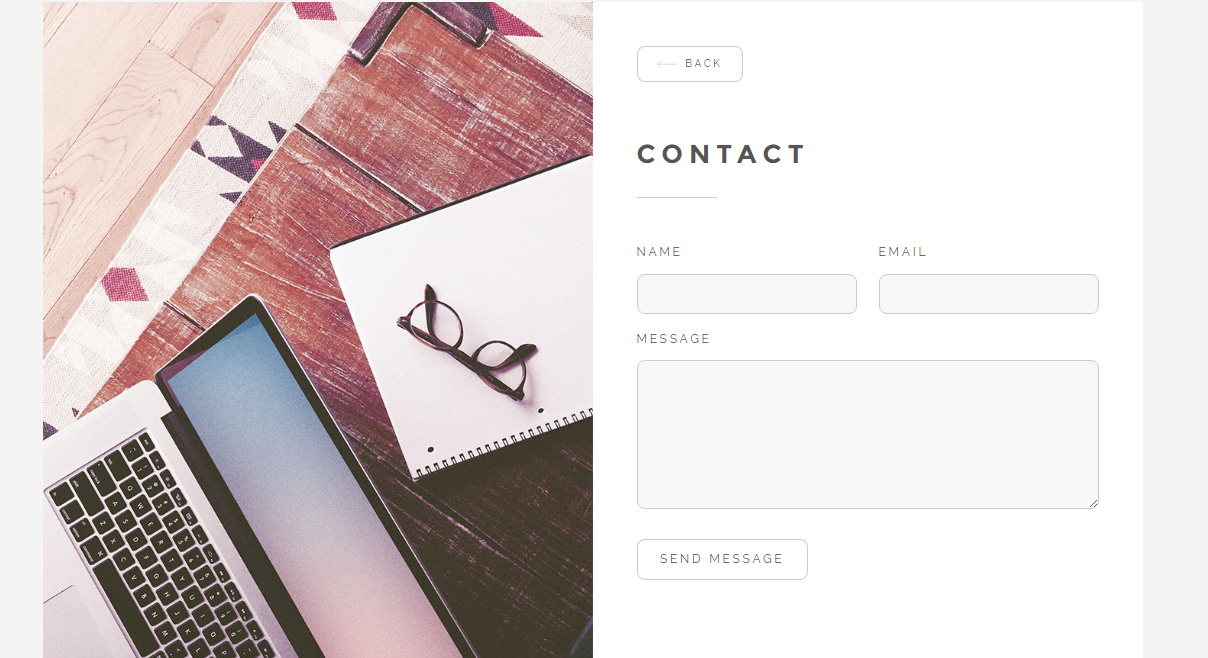 BACK
CONTACT
NAME
EMAIL
MESSAGE
SEND MESSAGE